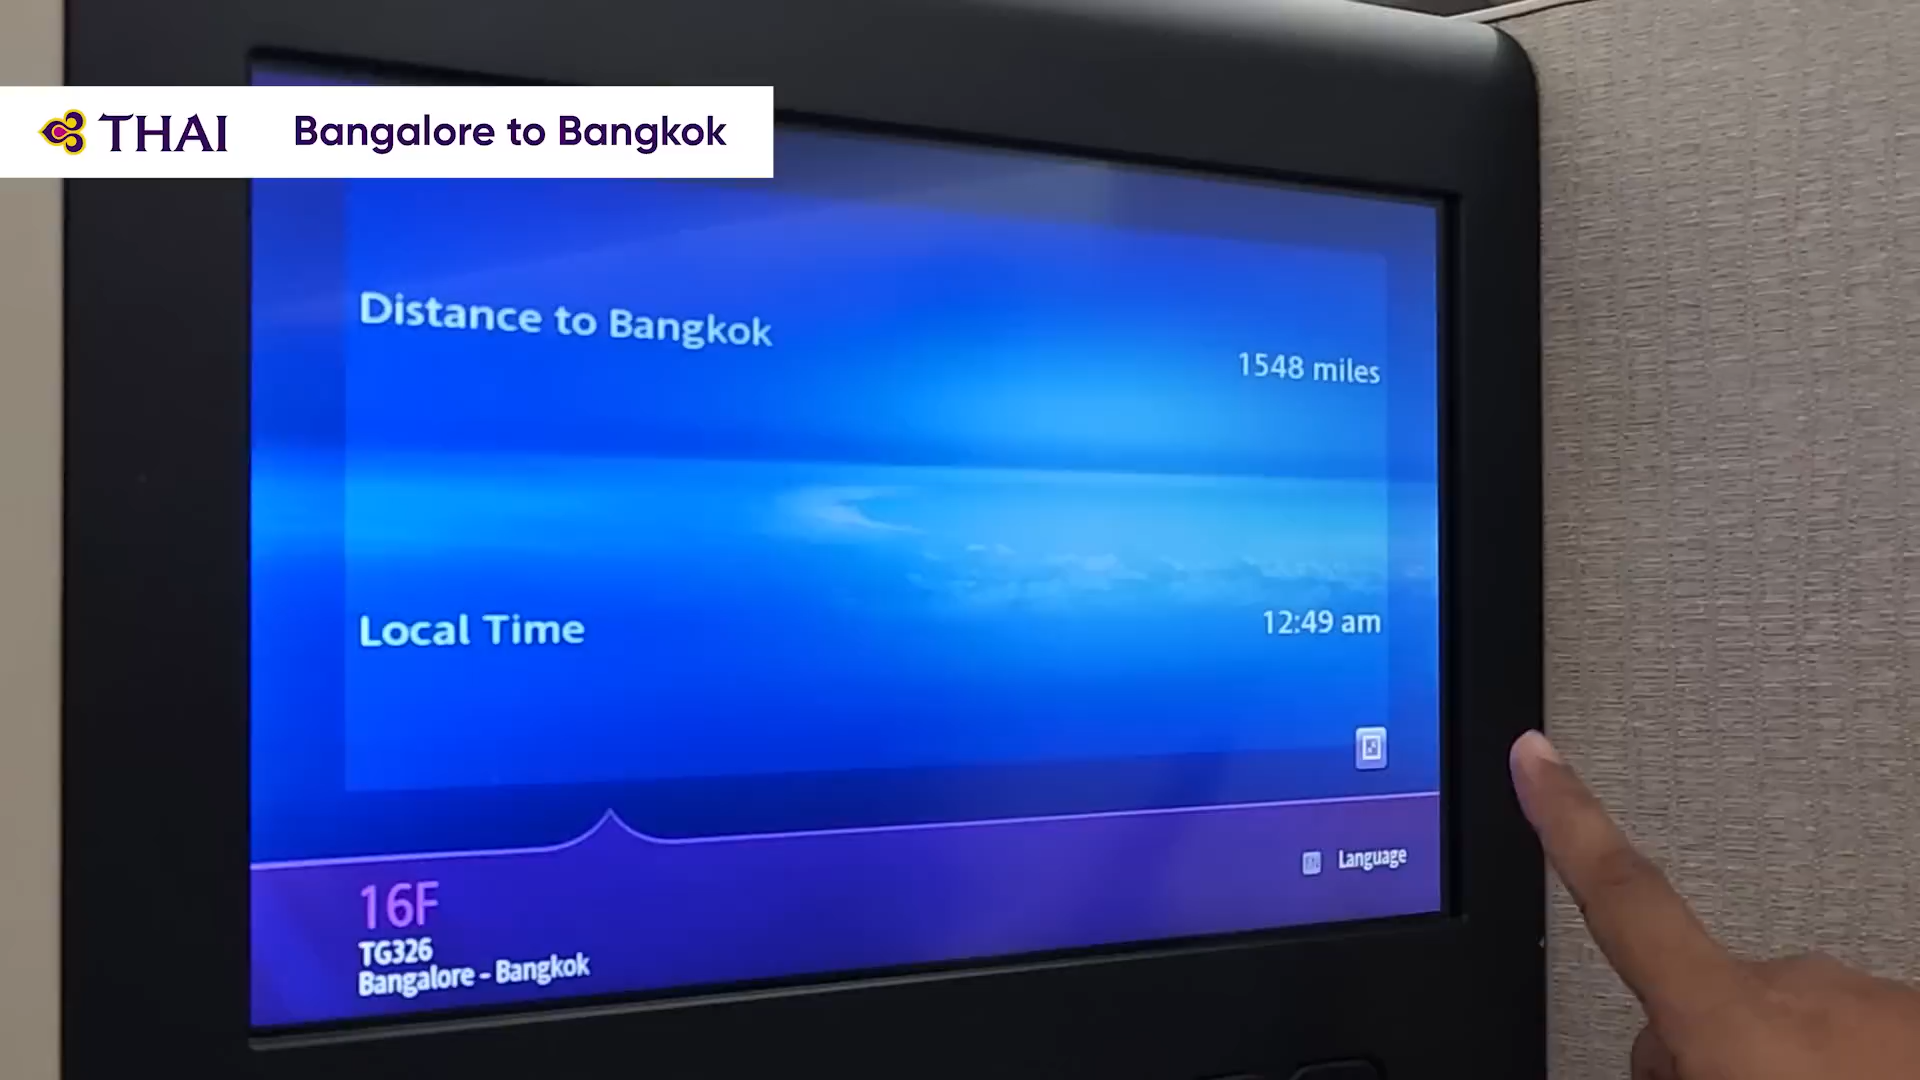 THAI Bangalore to Bangkok
Distance to Bangkok
1548 miles
Local Time
12:49 am
EN Language
16F
TG326
Bangalore - Bangkok